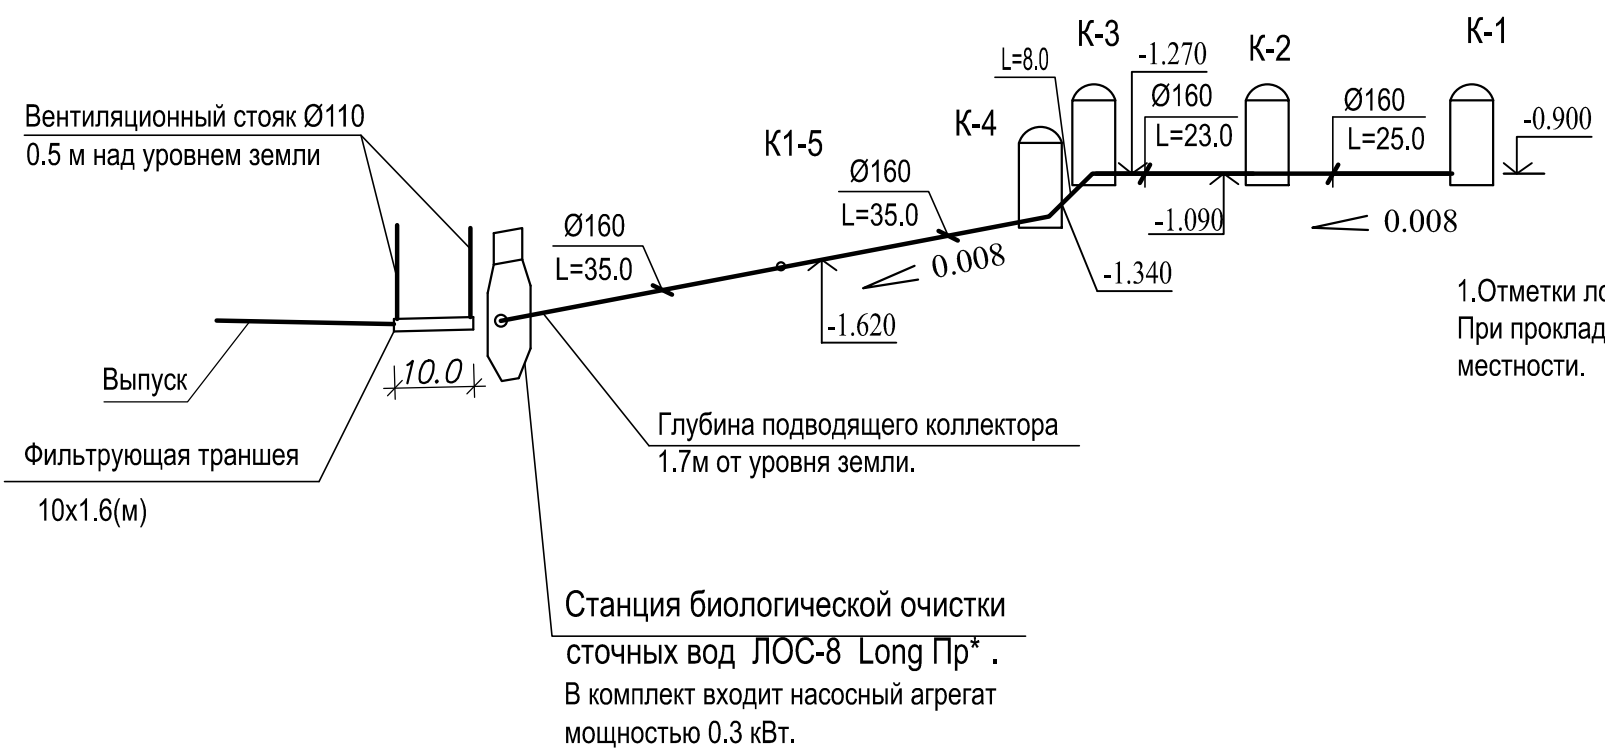 К-3
К-2
К-1
L=8.0
-1.270
Ø160
L=23.0
Ø160
L=25.0
-0.900
К-4
К1-5
Вентиляционный стояк Ø110
0.5 м над уровнем земли
Ø160
L=35.0
-1.090
0.008
Ø160
L=35.0
0.008
-1.340
-1.620
1.Отметки
При
местности.
Выпуск
10.0
Глубина подводящего коллектора
1.7м от уровня земли.
Фильтрующая траншея
10х1.6(м)
Станция биологической очистки
сточных вод ЛОС-8 Long Пр* .
В комплект входит насосный агрегат
мощностью 0.3 кВт.